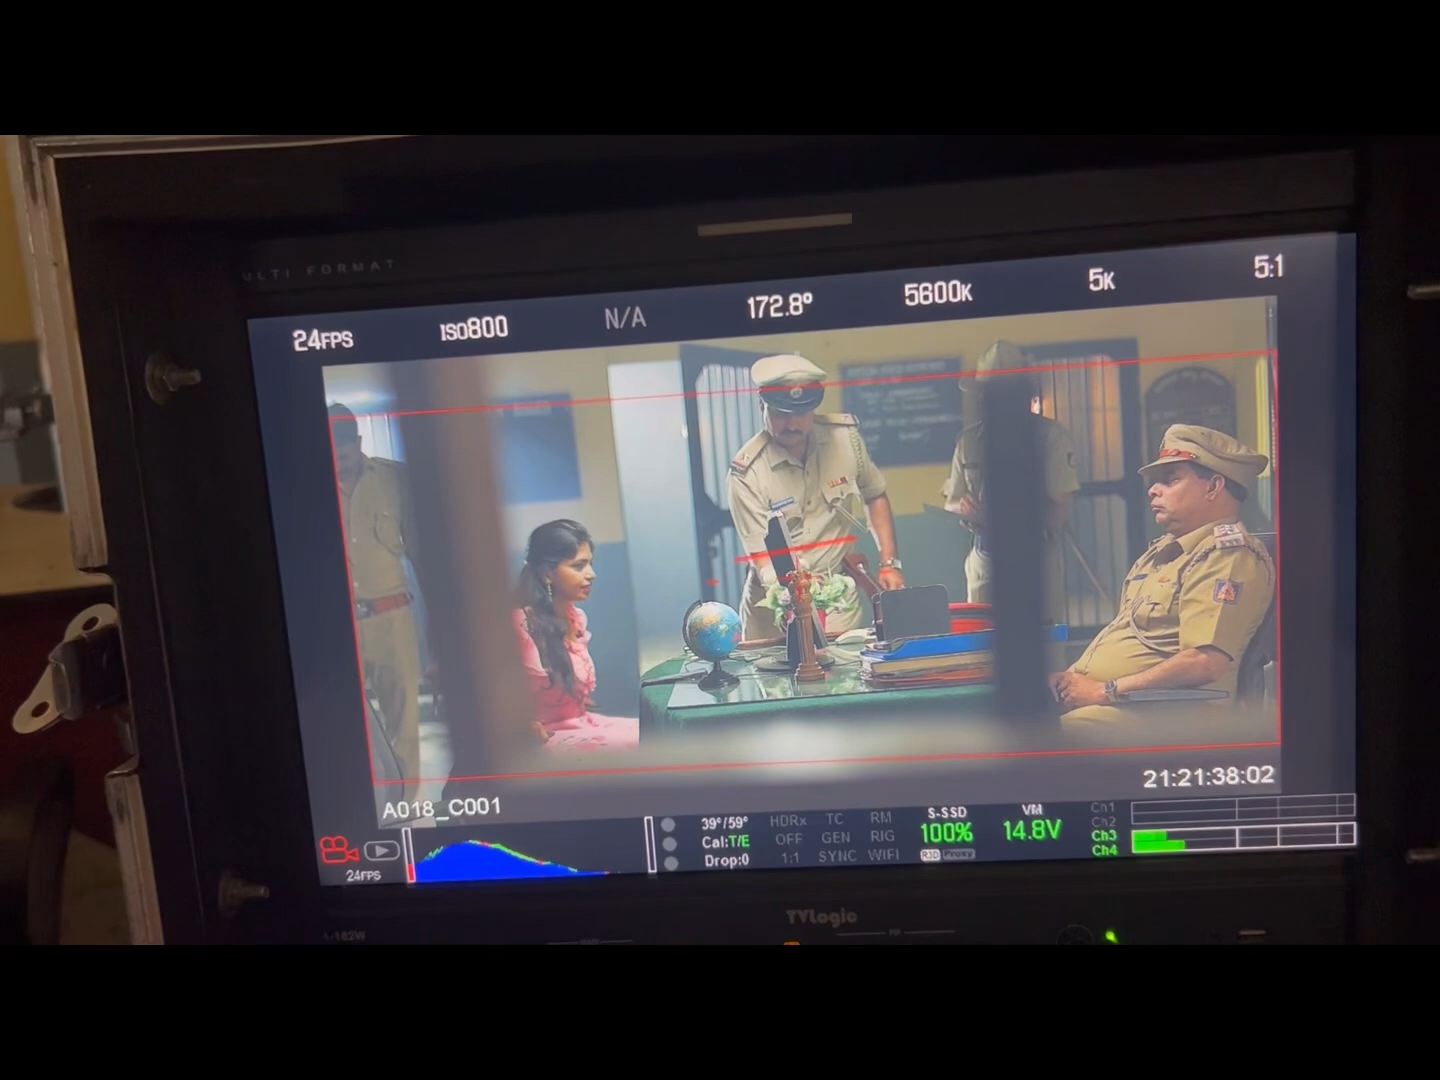 ULTI FORMAT
24FPS ISO800 N/A 172.8° 5600K 5K 5:1
A018_C001
21:21:38:02
24FPS
39°/59°
Cal:T/E
Drop:0
HDRx TC RM
OFF GEN RIG
1:1 SYNC WIFI
S-SSD
100%
R3D Proxy
VM
14.8V
Ch1
Ch2
Ch3
Ch4
TVLogic